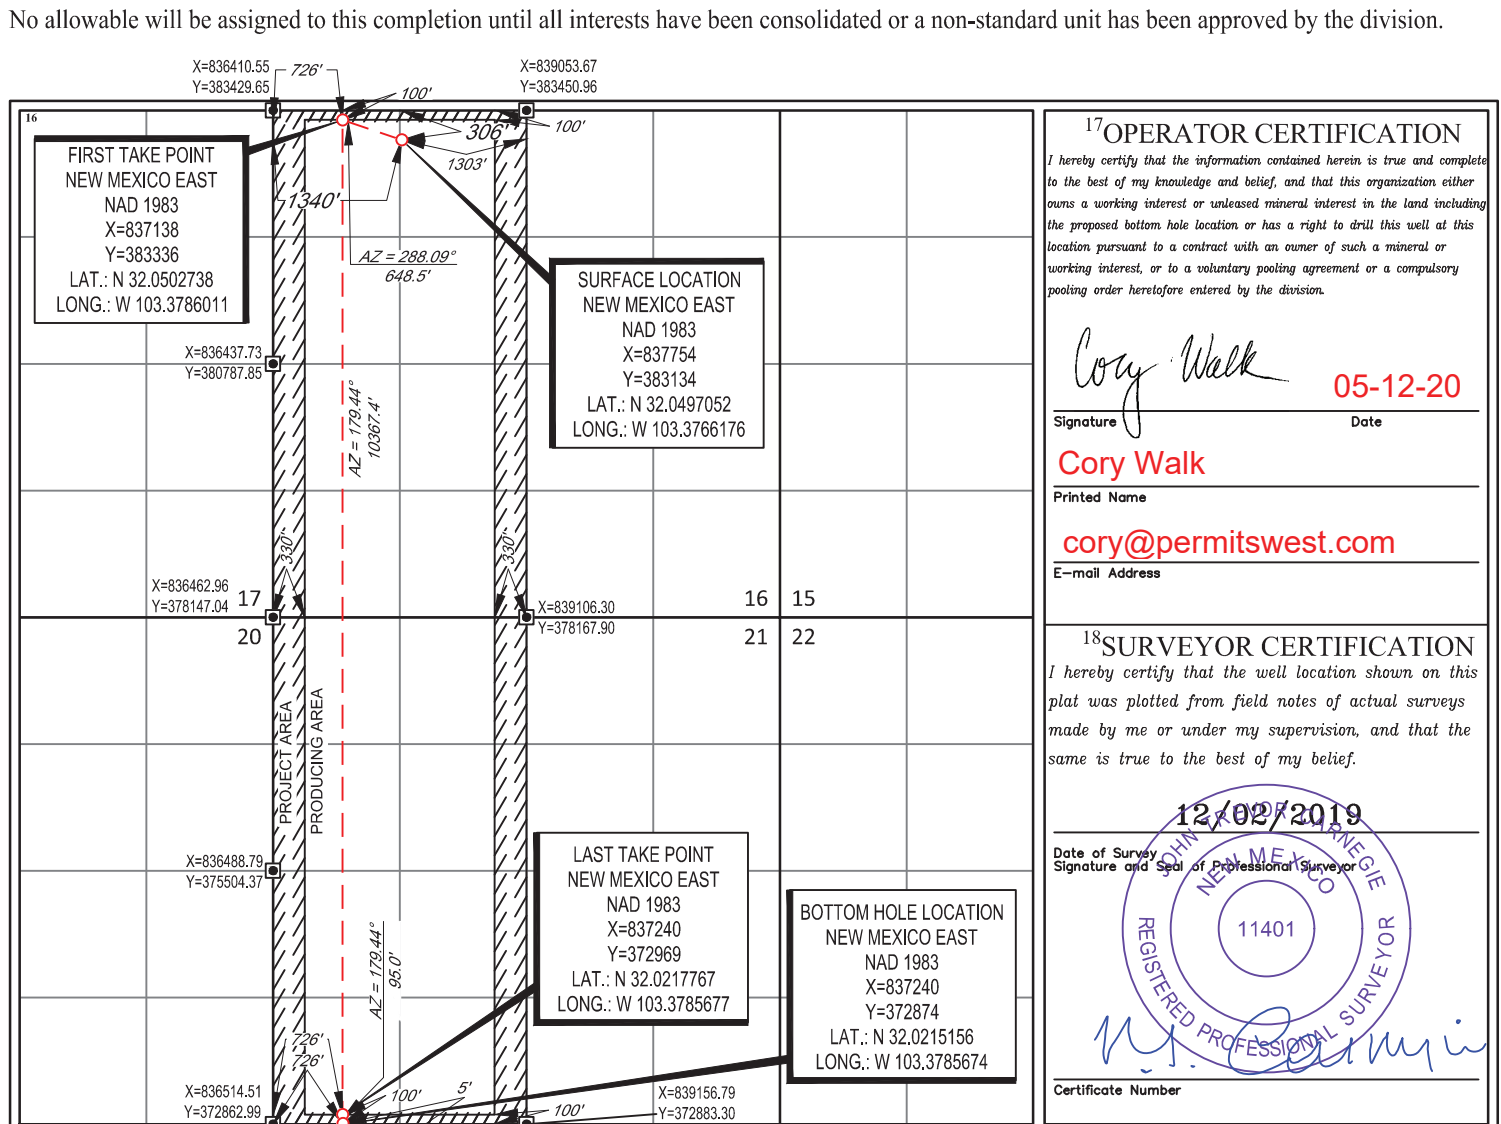 No allowable will be assigned to this completion until all interests have been consolidated or a non-standard unit has been approved by the division.
X=836410.55
Y=383429.65
726'
100'
X=839053.67
Y=383450.96
16
306'
100'
1303'
1340'
FIRST TAKE POINT
NEW MEXICO EAST
NAD 1983
X=837138
Y=383336
LAT.: N 32.0502738
LONG.: W 103.3786011
AZ = 288.09°
648.5'
SURFACE LOCATION
NEW MEXICO EAST
NAD 1983
X=837754
Y=383134
LAT.: N 32.0497052
LONG.: W 103.3766176
X=836437.73
Y=380787.85
AZ = 179.44°
10367.4'
330'
330'
X=836462.96
Y=378147.04
17
20
X=839106.30
Y=378167.90
16
15
21
22
PROJECT AREA
PRODUCING AREA
X=836488.79
Y=375504.37
LAST TAKE POINT
NEW MEXICO EAST
NAD 1983
X=837240
Y=372969
LAT.: N 32.0217767
LONG.: W 103.3785677
BOTTOM HOLE LOCATION
NEW MEXICO EAST
NAD 1983
X=837240
Y=372874
LAT.: N 32.0215156
LONG.: W 103.3785674
AZ = 179.44°
95.0'
726'
726'
100'
5'
100'
X=836514.51
Y=372862.99
X=839156.79
Y=372883.30
17OPERATOR CERTIFICATION
I hereby certify that the information contained herein is true and complete
to the best of my knowledge and belief, and that this organization either
owns a working interest or unleased mineral interest in the land including
the proposed bottom hole location or has a right to drill this well at this
location pursuant to a contract with an owner of such a mineral or
working interest, or to a voluntary pooling agreement or a compulsory
pooling order heretofore entered by the division.
Cory Walk
05-12-20
Signature
Date
Cory Walk
Printed Name
cory@permitswest.com
E-mail Address
18SURVEYOR CERTIFICATION
I hereby certify that the well location shown on this
plat was plotted from field notes of actual surveys
made by me or under my supervision, and that the
same is true to the best of my belief.
12/02/2019
Date of Survey
Signature and Seal of Professional Surveyor
JOHN TREVOR CARNEGIE
NEW MEXICO
11401
REGISTERED PROFESSIONAL SURVEYOR
Certificate Number